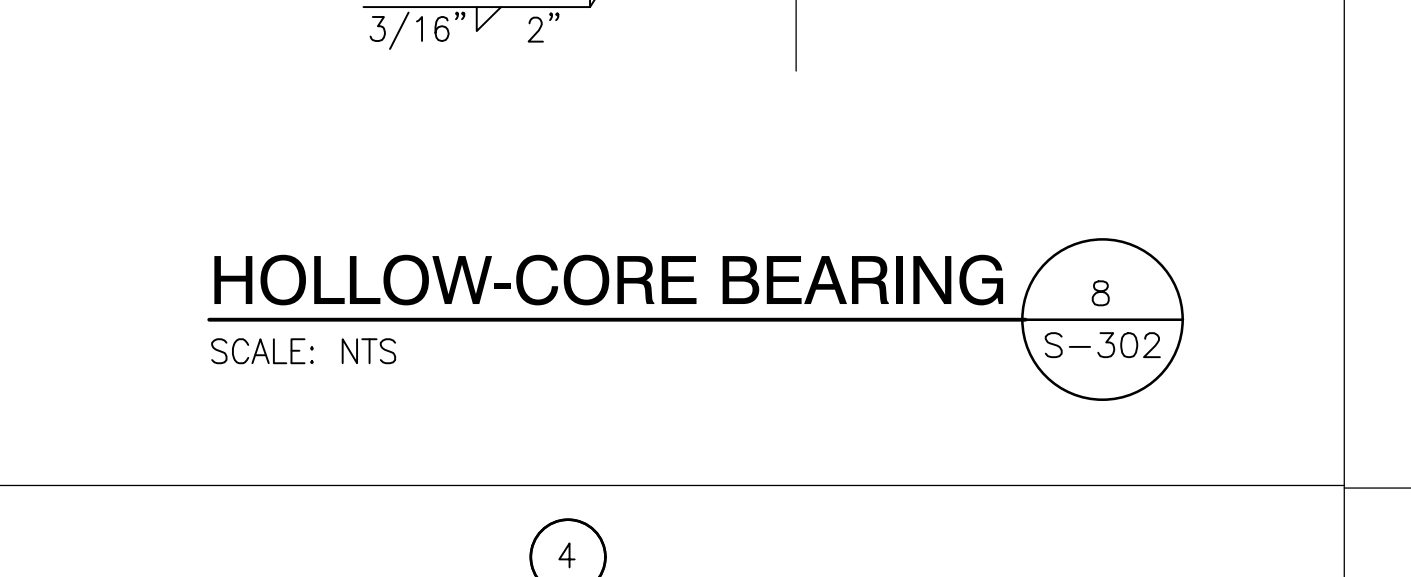 3/16” 2”
HOLLOW-CORE BEARING
SCALE: NTS
8
S-302
4